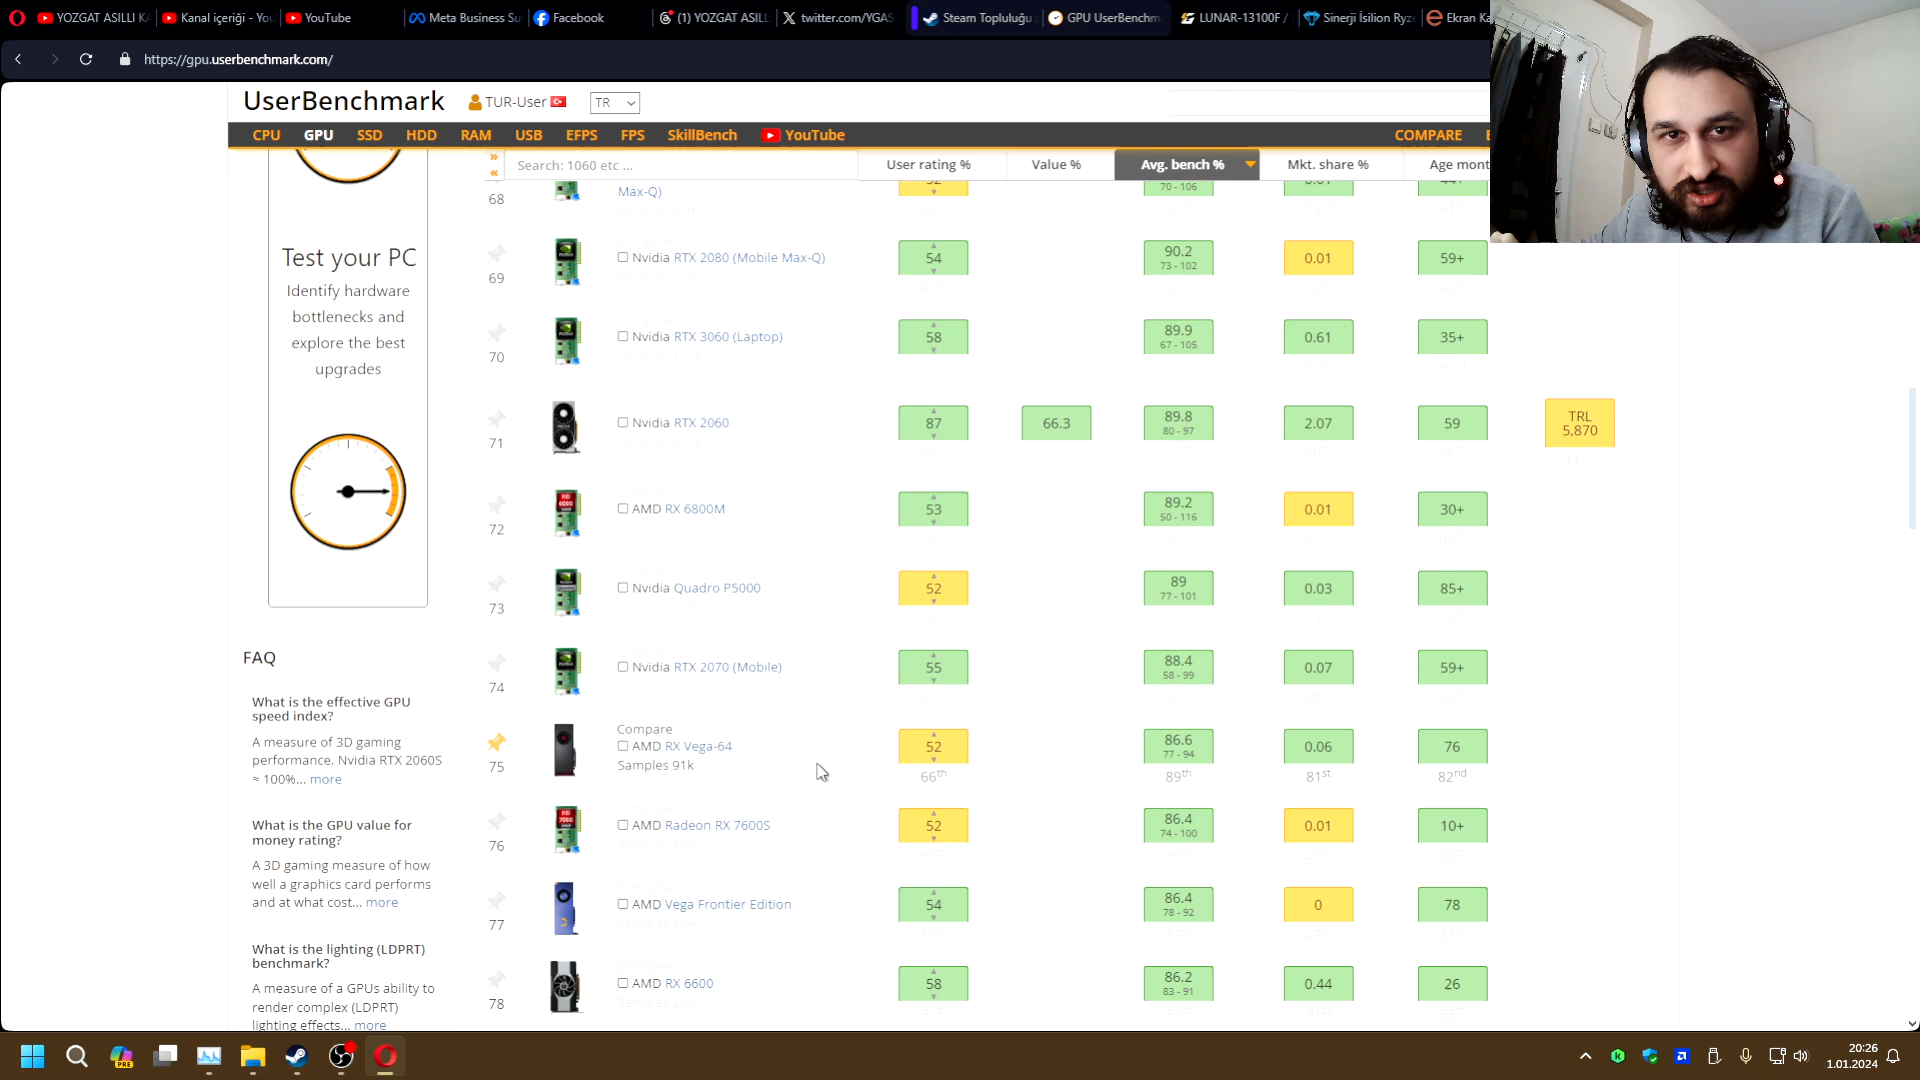 YOZGAT ASILLI KA
Kanal içeriği - You
YouTube
Meta Business Su
Facebook
(1) YOZGAT ASILL
twitter.com/YGAS
Steam Topluluğu
GPU UserBenchm
LUNAR-13100F /
Sinerji İsilion Ryze
Ekran Ka
https://gpu.userbenchmark.com/
UserBenchmark
TUR-User
TR
CPU GPU SSD HDD RAM USB EFPS FPS SkillBench YouTube COMPARE
Search: 1060 etc ...
User rating % Value % Avg. bench % Mkt. share % Age mont
Test your PC
Identify hardware
bottlenecks and
explore the best
upgrades
FAQ
What is the effective GPU
speed index?
A measure of 3D gaming
performance. Nvidia RTX 2060S
≈ 100%... more
What is the GPU value for
money rating?
A 3D gaming measure of how
well a graphics card performs
and at what cost... more
What is the lighting (LDPRT)
benchmark?
A measure of a GPUs ability to
render complex (LDPRT)
lighting effects... more
68
Max-Q)
70 - 106
69
Nvidia RTX 2080 (Mobile Max-Q)
54
90.2
73 - 102
0.01
59+
70
Nvidia RTX 3060 (Laptop)
58
89.9
67 - 105
0.61
35+
71
Nvidia RTX 2060
87
66.3
89.8
80 - 97
2.07
59
TRL
5,870
72
AMD RX 6800M
53
89.2
50 - 116
0.01
30+
73
Nvidia Quadro P5000
52
89
77 - 101
0.03
85+
74
Nvidia RTX 2070 (Mobile)
55
88.4
58 - 99
0.07
59+
75
Compare
AMD RX Vega-64
Samples 91k
52
66th
86.6
77 - 94
89th
0.06
81st
76
82nd
76
AMD Radeon RX 7600S
52
86.4
74 - 100
0.01
10+
77
AMD Vega Frontier Edition
54
86.4
78 - 92
0
78
78
AMD RX 6600
58
86.2
83 - 91
0.44
26
PRE
20:26
1.01.2024